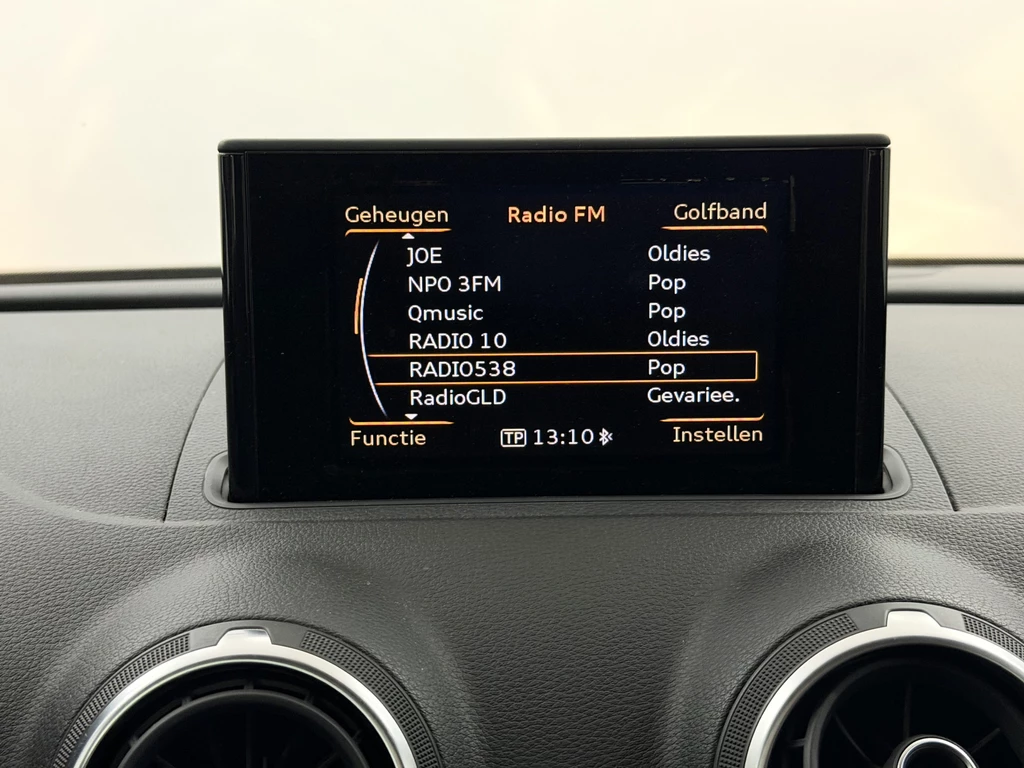 Geheugen Radio FM Golfband
JOE Oldies
NPO 3FM Pop
Qmusic Pop
RADIO 10 Oldies
RADIO538 Pop
RadioGLD Gevariee.
Functie TP 13:10 Instellen